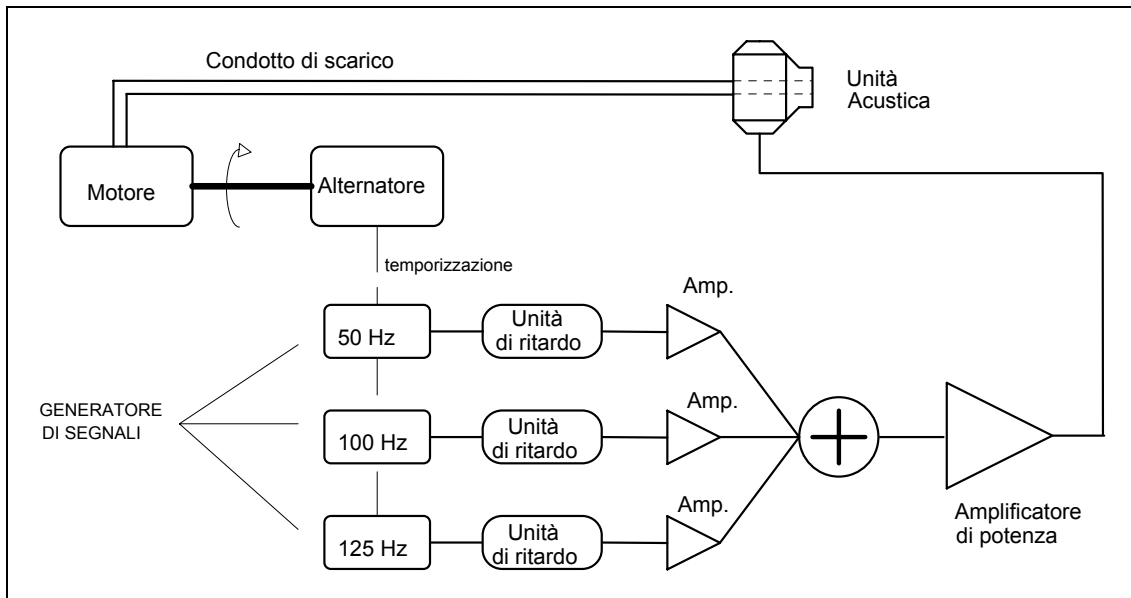 Condotto di scarico
Unità
Acustica
Motore
Alternatore
temporizzazione
Amp.
50 Hz
Unità
di ritardo
GENERATORE
DI SEGNALI
Amp.
100 Hz
Unità
di ritardo
Amp.
125 Hz
Unità
di ritardo
Amplificatore
di potenza